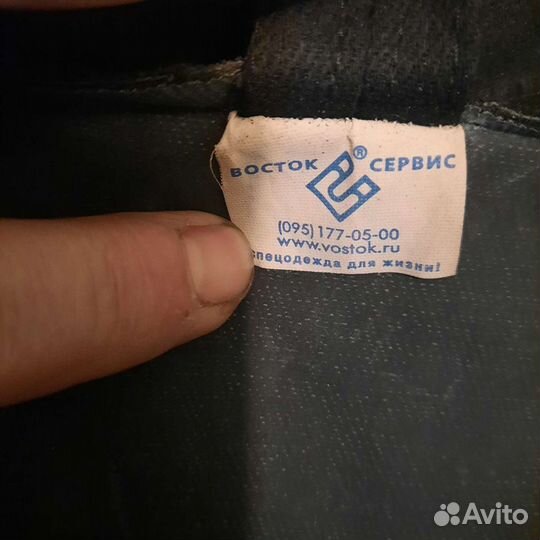 ВОСТОК ® СЕРВИС
(095)177-05-00
www.vostok.ru
спецодежда для жизни!
Avito